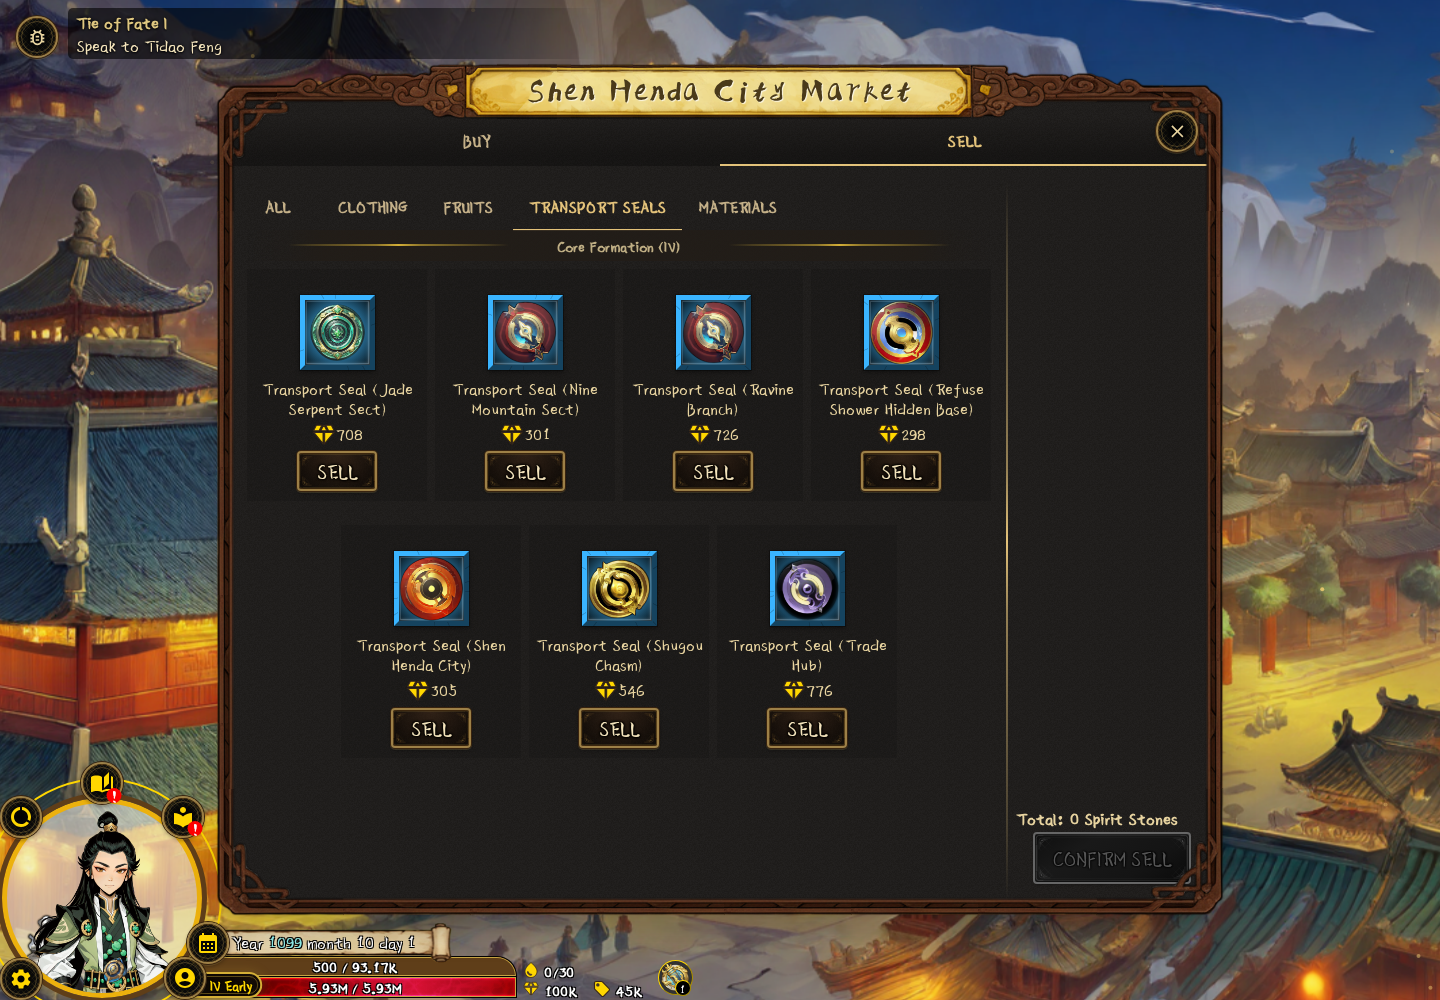 Tie of Fate 1
Speak to Tidao Feng
Shen Henda City Market
BUY
SELL
ALL
CLOTHING
FRUITS
TRANSPORT SEALS
MATERIALS
Core Formation (IV)
Transport Seal (Jade
Serpent Sect)
708
SELL
Transport Seal (Nine
Mountain Sect)
301
SELL
Transport Seal (Ravine
Branch)
726
SELL
Transport Seal (Refuse
Shower Hidden Base)
298
SELL
Transport Seal (Shen
Henda City)
305
SELL
Transport Seal (Shugou
Chasm)
546
SELL
Transport Seal (Trade
Hub)
776
SELL
Total: 0 Spirit Stones
CONFIRM SELL
Year 1099 month 10 day 1
500 / 93.17K
IV Early
5.93M / 5.93M
0/30
100K
45K
1